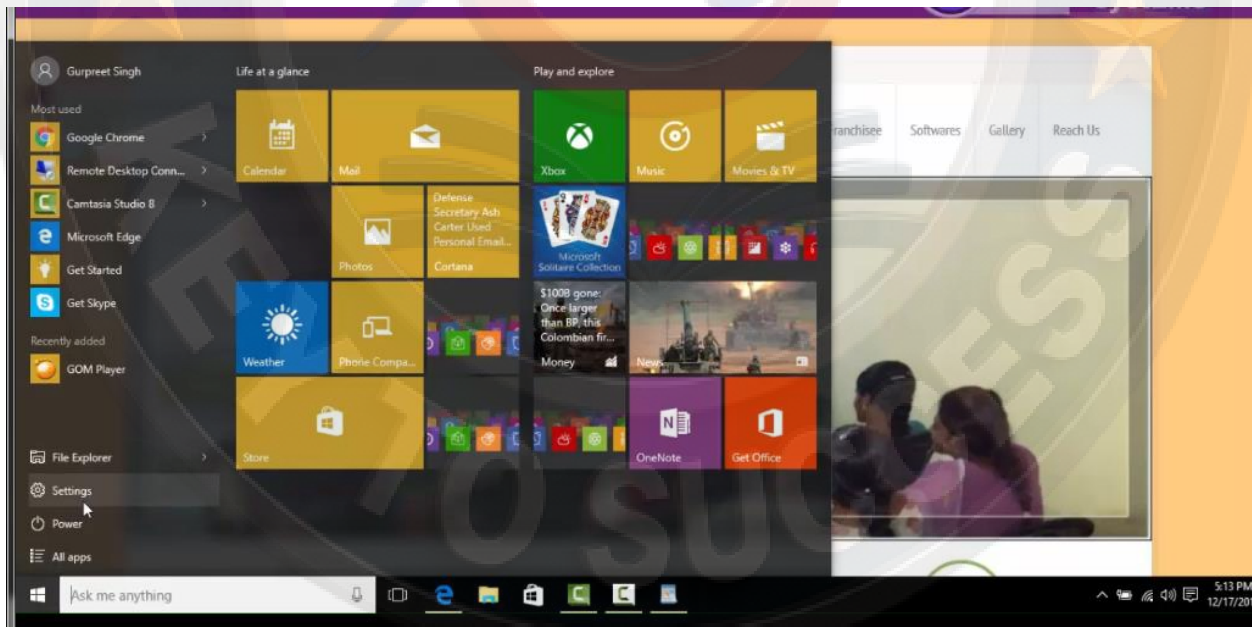 Gurpreet Singh
Most used
Google Chrome
Remote Desktop Conn...
Camtasia Studio 8
Microsoft Edge
Get Started
Get Skype
Recently added
GOM Player
File Explorer
Settings
Power
All apps
Life at a glance
Calendar
Mail
Photos
Defense
Secretary Ash
Carter Used
Personal Email...
Cortana
Weather
Phone Compa...
Store
Play and explore
Xbox
Music
Movies & TV
Microsoft
Solitaire Collection
$100B gone:
Once larger
than BP, this
Colombian fir...
Money
News
OneNote
Get Office
Softwares
Gallery
Reach Us
TO SUCCESS
Ask me anything
5:13 PM